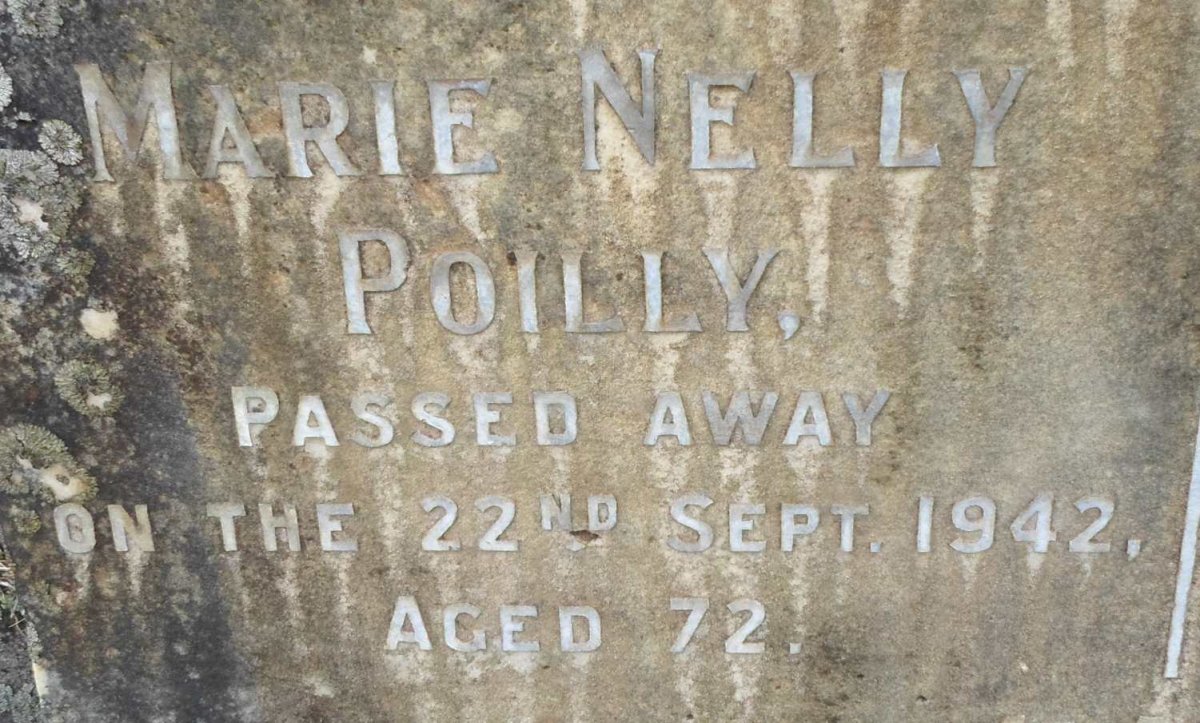 MARIE NELLY
POILLY,
PASSED AWAY
ON THE 22ND SEPT. 1942,
AGED 72.